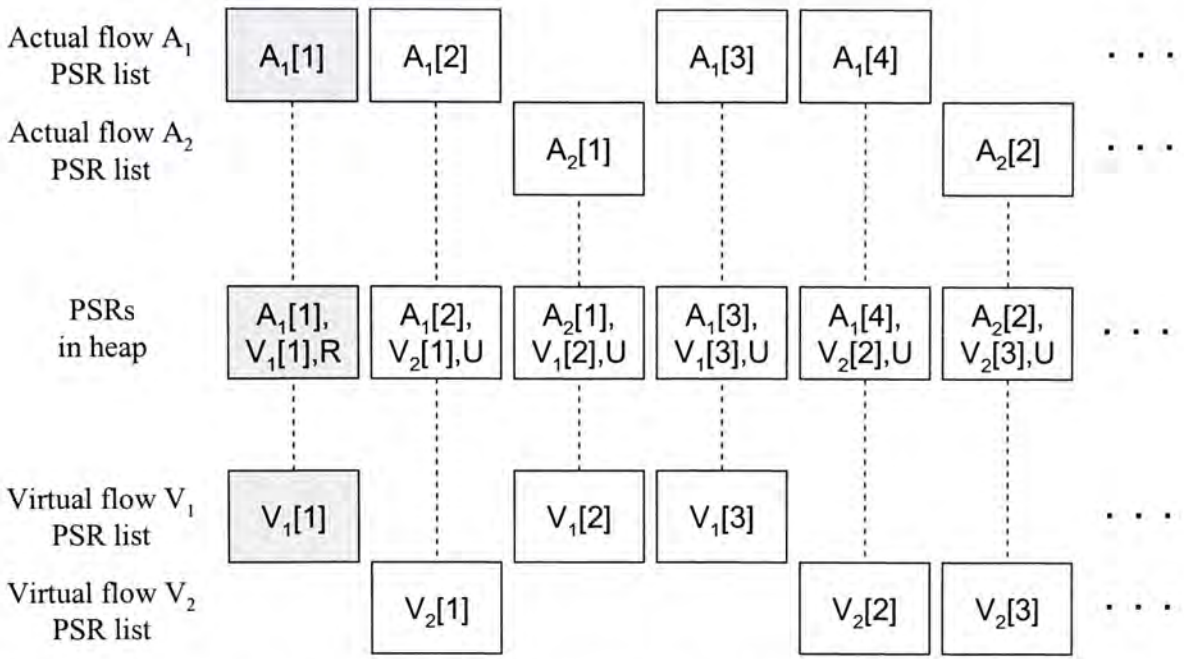 Actual flow A₁
PSR list
A₁[1]
A₁[2]
A₁[3]
A₁[4]
· · ·
Actual flow A₂
PSR list
A₂[1]
A₂[2]
· · ·
PSRs
in heap
A₁[1],
V₁[1],R
A₁[2],
V₂[1],U
A₂[1],
V₁[2],U
A₁[3],
V₁[3],U
A₁[4],
V₂[2],U
A₂[2],
V₂[3],U
· · ·
Virtual flow V₁
PSR list
V₁[1]
V₁[2]
V₁[3]
· · ·
Virtual flow V₂
PSR list
V₂[1]
V₂[2]
V₂[3]
· · ·